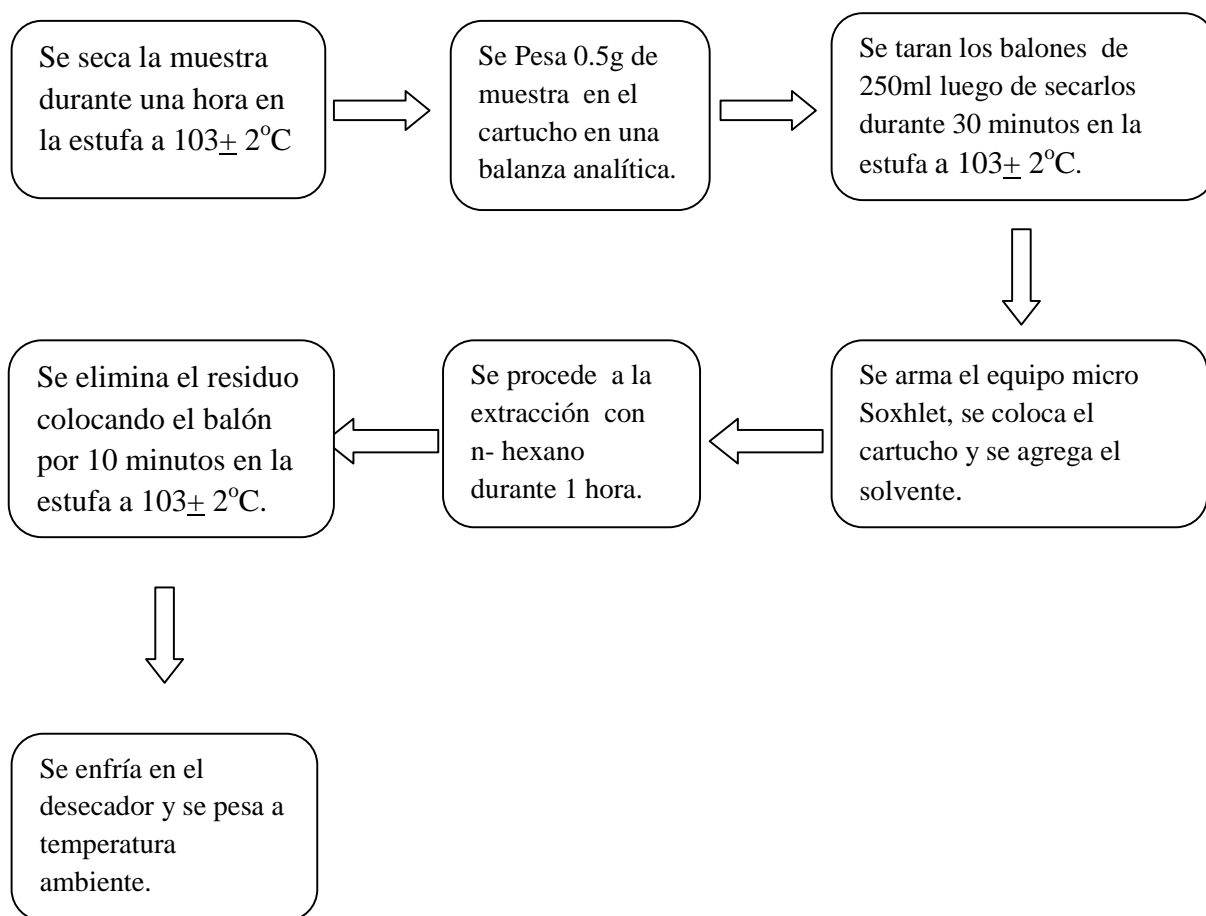 Se seca la muestra
durante una hora en
la estufa a 103± 2°C
Se Pesa 0.5g de
muestra en el
cartucho en una
balanza analítica.
Se taran los balones de
250ml luego de secarlos
durante 30 minutos en la
estufa a 103± 2°C.
Se arma el equipo micro
Soxhlet, se coloca el
cartucho y se agrega el
solvente.
Se procede a la
extracción con
n- hexano
durante 1 hora.
Se elimina el residuo
colocando el balón
por 10 minutos en la
estufa a 103± 2°C.
Se enfría en el
desecador y se pesa a
temperatura
ambiente.